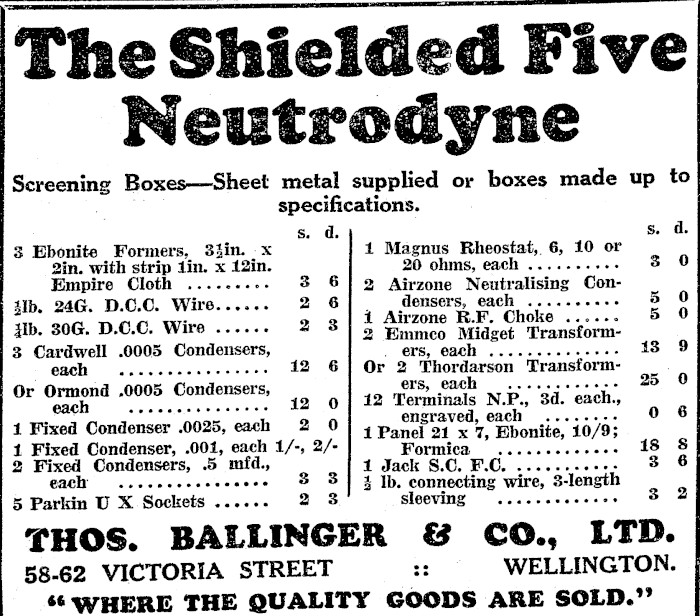 The Shielded Five
Neutrodyne
Screening Boxes—Sheet metal supplied or boxes made up to
specifications.
s. d.
3 Ebonite Formers, 3½in. x
2in. with strip 1in. x 12in.
Empire Cloth .......... 3 6
½lb. 24G. D.C.C. Wire...... 2 6
¼lb. 30G. D.C.C. Wire ...... 2 3
3 Cardwell .0005 Condensers,
each ................ 12 6
Or Ormond .0005 Condensers,
each ................ 12 0
1 Fixed Condenser .0025, each 2 0
1 Fixed Condenser, .001, each 1/-, 2/-
2 Fixed Condensers, .5 mfd.,
each ................ 3 3
5 Parkin U X Sockets ...... 2 3
s. d.
1 Magnus Rheostat, 6, 10 or
20 ohms, each .......... 3 0
2 Airzone Neutralising Con-
densers, each .......... 5 0
1 Airzone R.F. Choke ...... 5 0
2 Emmco Midget Transform-
ers, each .............. 13 9
Or 2 Thordarson Transform-
ers, each .............. 25 0
12 Terminals N.P., 3d. each.,
engraved, each .......... 0 6
1 Panel 21 x 7, Ebonite, 10/9;
Formica ............. 18 8
1 Jack S.C. F.C. ............ 3 6
½ lb. connecting wire, 3-length
sleeving ............. 3 2
THOS. BALLINGER & CO., LTD.
58-62 VICTORIA STREET :: WELLINGTON.
"WHERE THE QUALITY GOODS ARE SOLD."